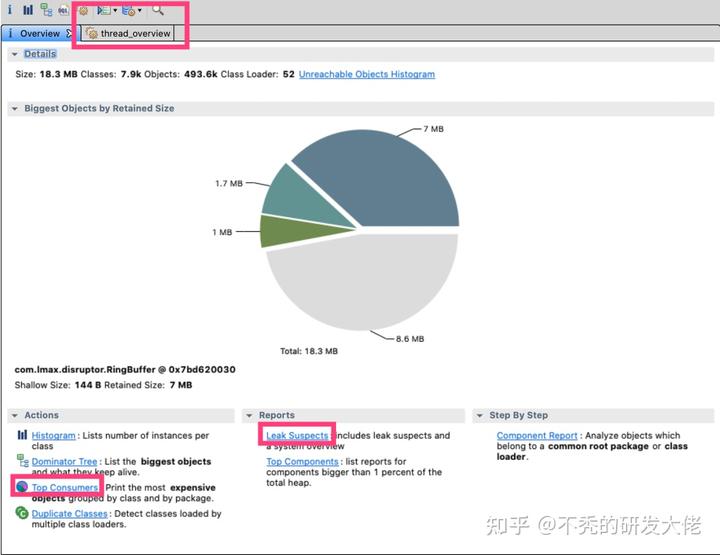 Overview
thread_overview
Details
Size: 18.3 MB Classes: 7.9k Objects: 493.6k Class Loader: 52 Unreachable Objects Histogram
Biggest Objects by Retained Size
7 MB
1.7 MB
1 MB
8.6 MB
Total: 18.3 MB
com.lmax.disruptor.RingBuffer @ 0x7bd620030
Shallow Size: 144 B Retained Size: 7 MB
Actions
Histogram: Lists number of instances per
class
Dominator Tree: List the biggest objects
and what they keep alive.
Top Consumers: Print the most expensive
objects grouped by class and by package.
Duplicate Classes: Detect classes loaded by
multiple class loaders.
Reports
Leak Suspects: includes leak suspects and
a system overview
Top Components: list reports for
components bigger than 1 percent of the
total heap.
Step By Step
Component Report: Analyze objects which
belong to a common root package or class
loader.
知乎 @不秃的研发大佬